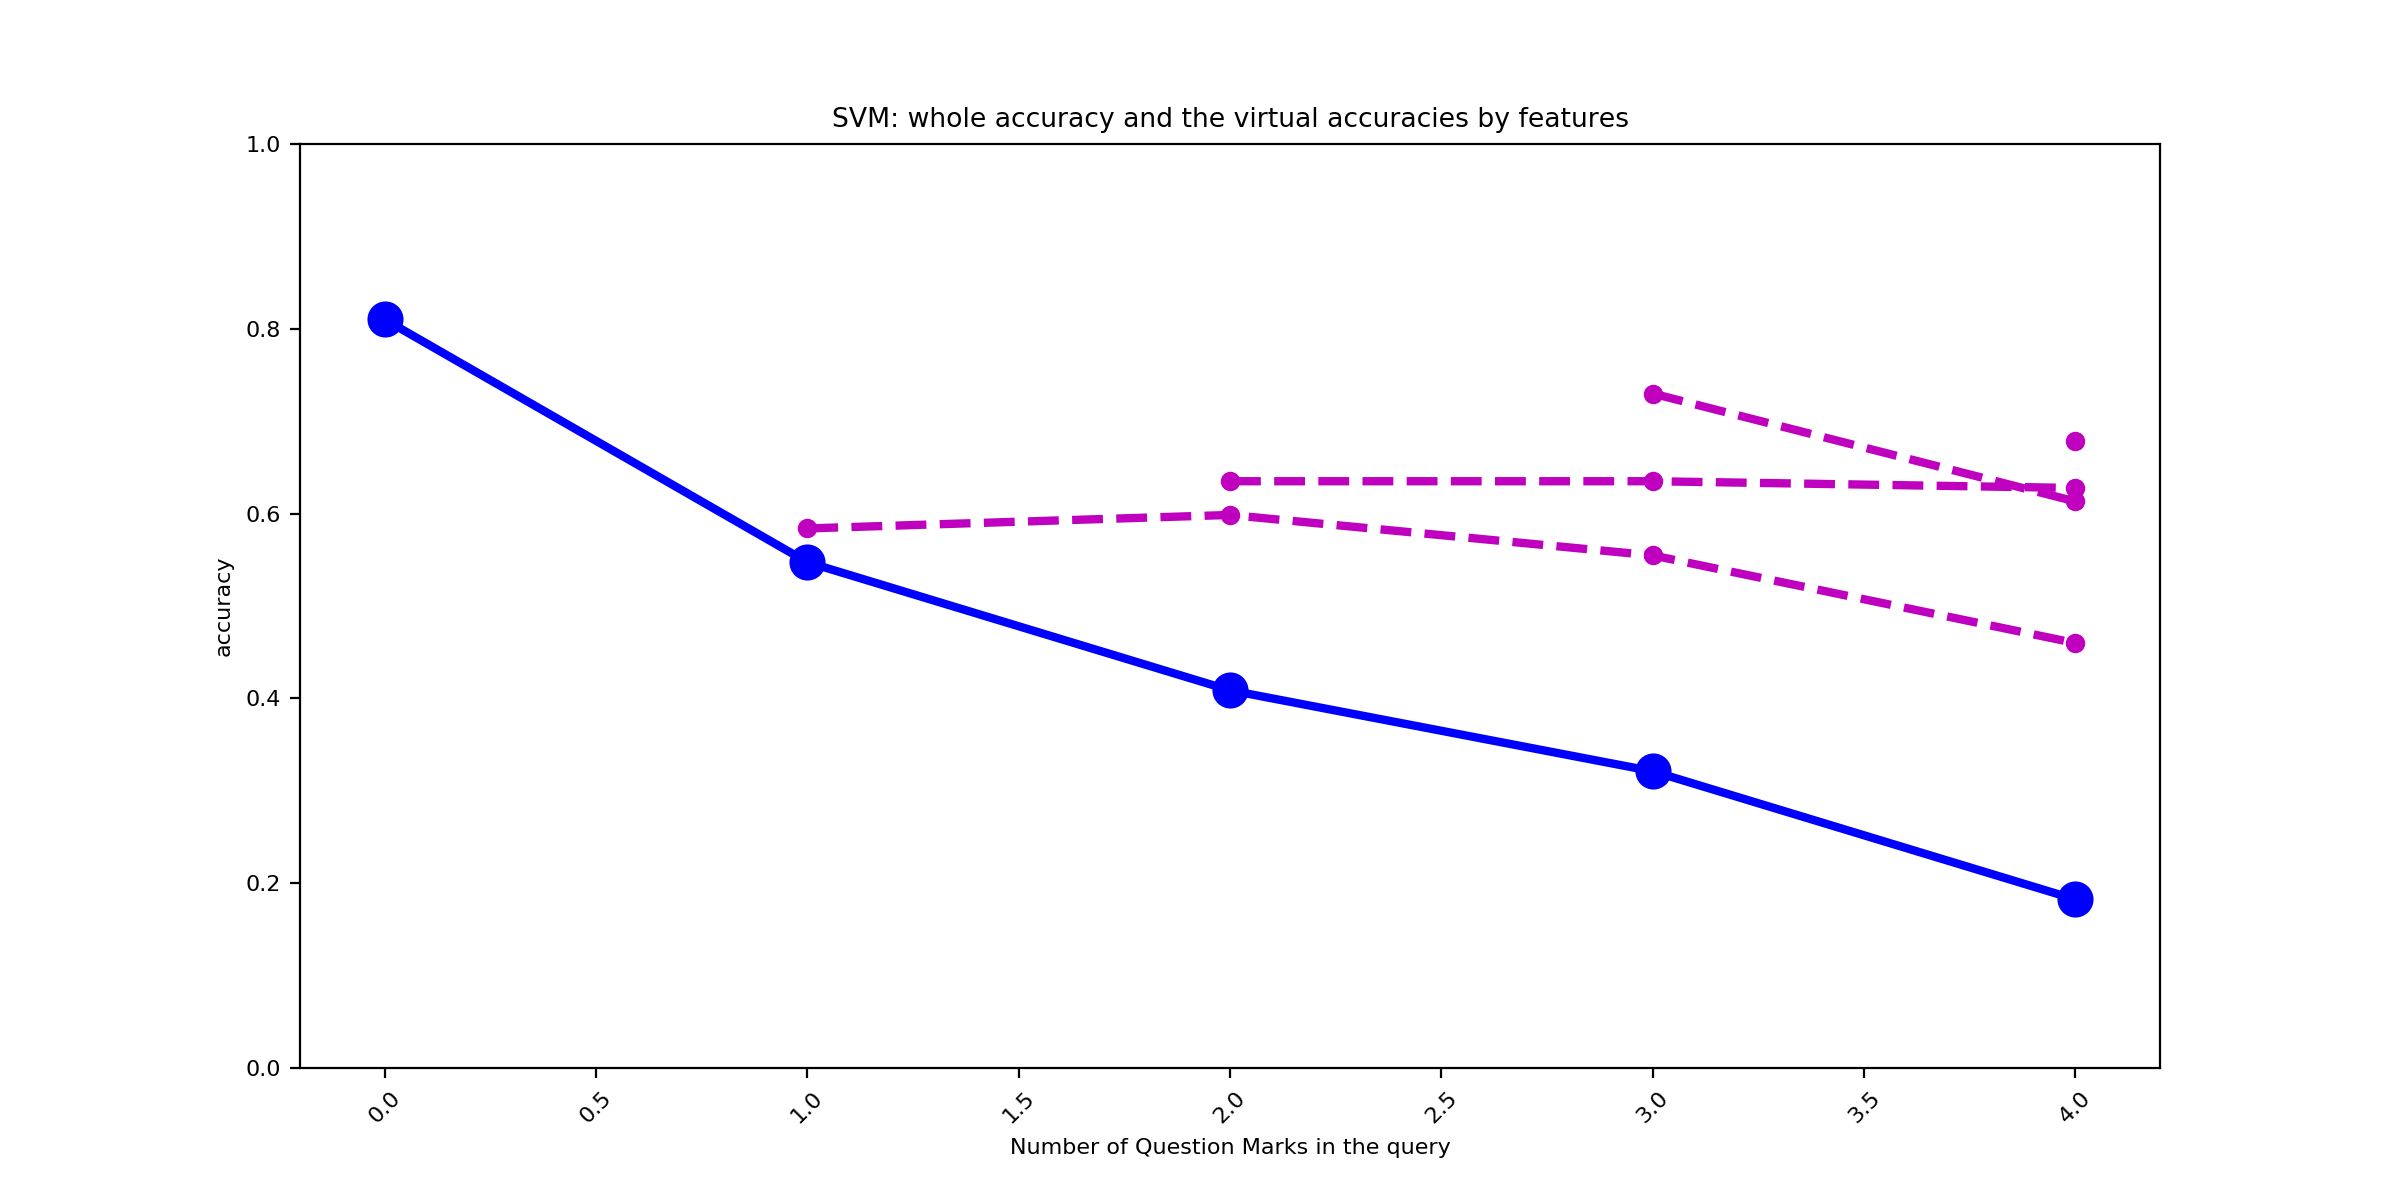 SVM: whole accuracy and the virtual accuracies by features
1.0
0.8
0.6
0.4
0.2
0.0
accuracy
0.0 0.5 1.0 1.5 2.0 2.5 3.0 3.5 4.0
Number of Question Marks in the query